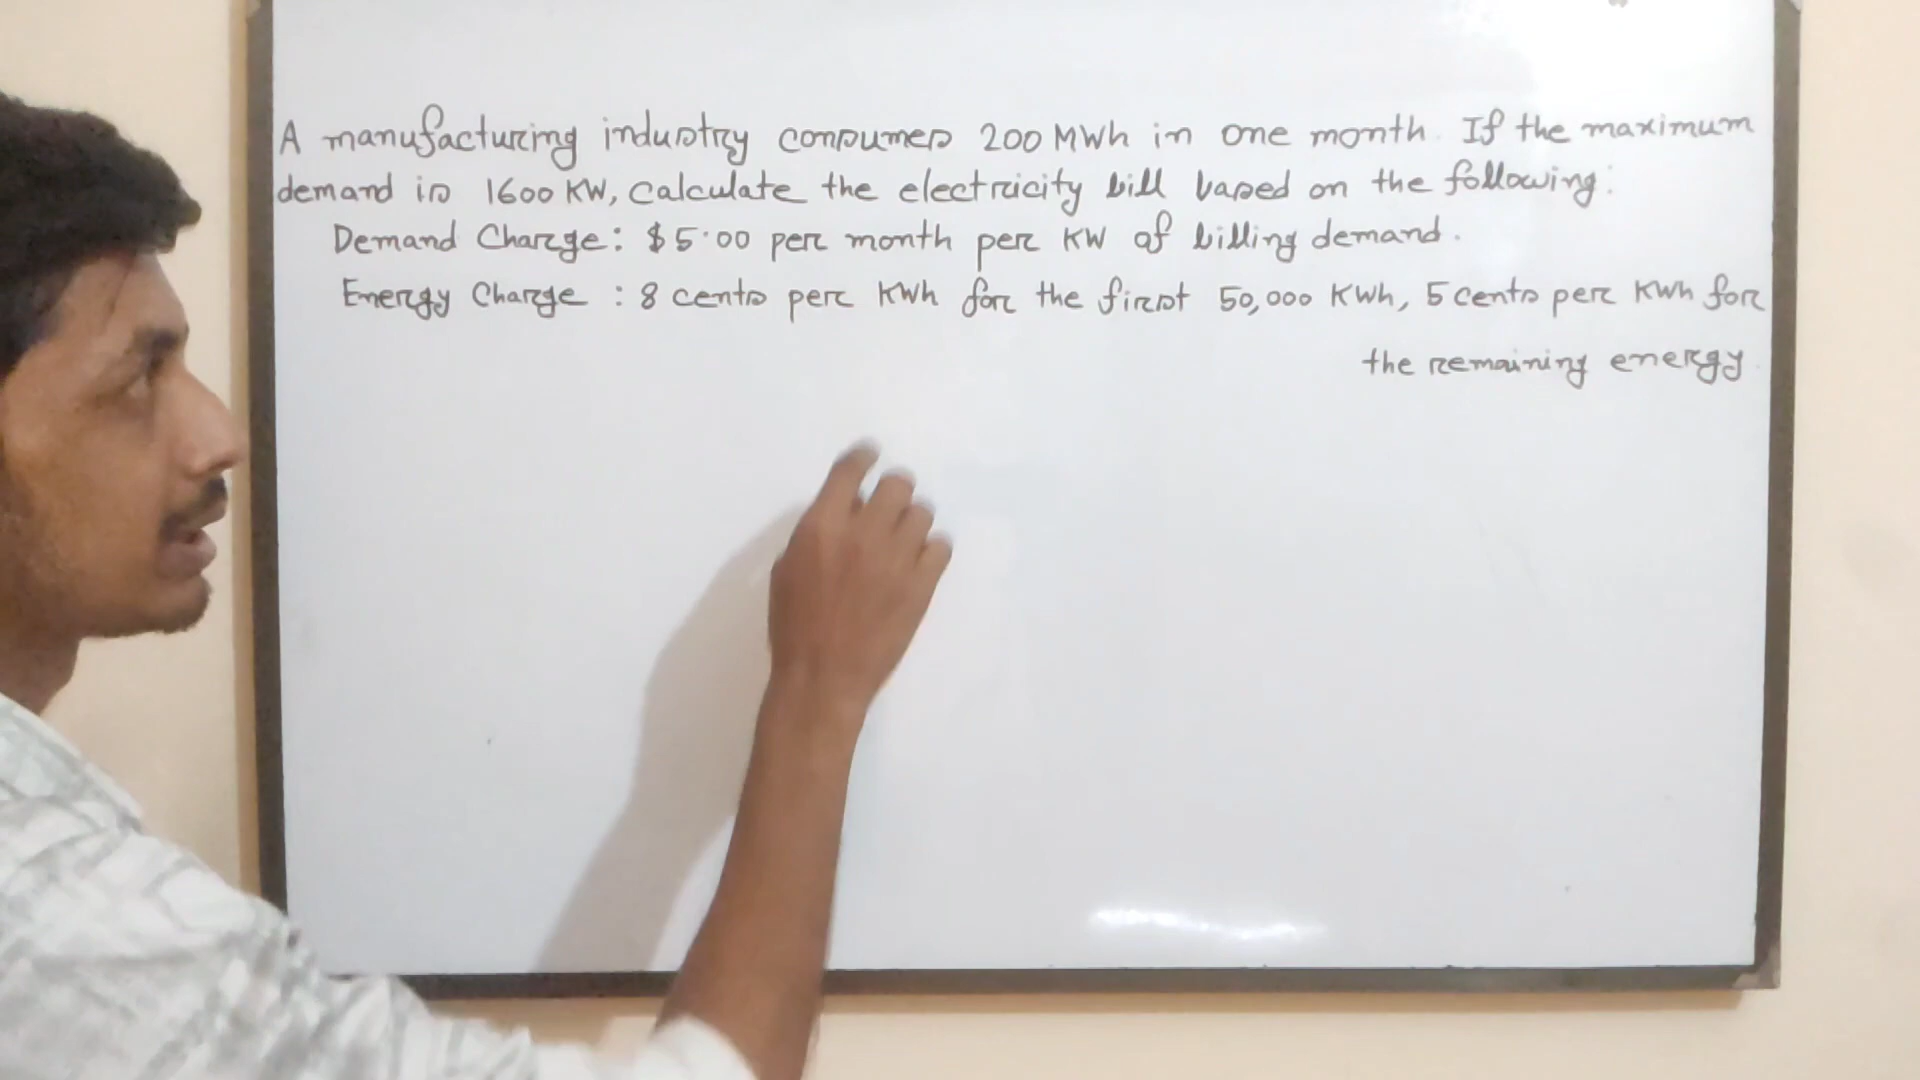 A manufacturing industry consumes 200 MWh in one month. If the maximum
demand is 1600 KW, calculate the electricity bill based on the following:
Demand Charge: $5.00 per month per KW of billing demand.
Energy Charge : 8 cents per KWh for the first 50,000 KWh, 5 cents per KWh for
the remaining energy.